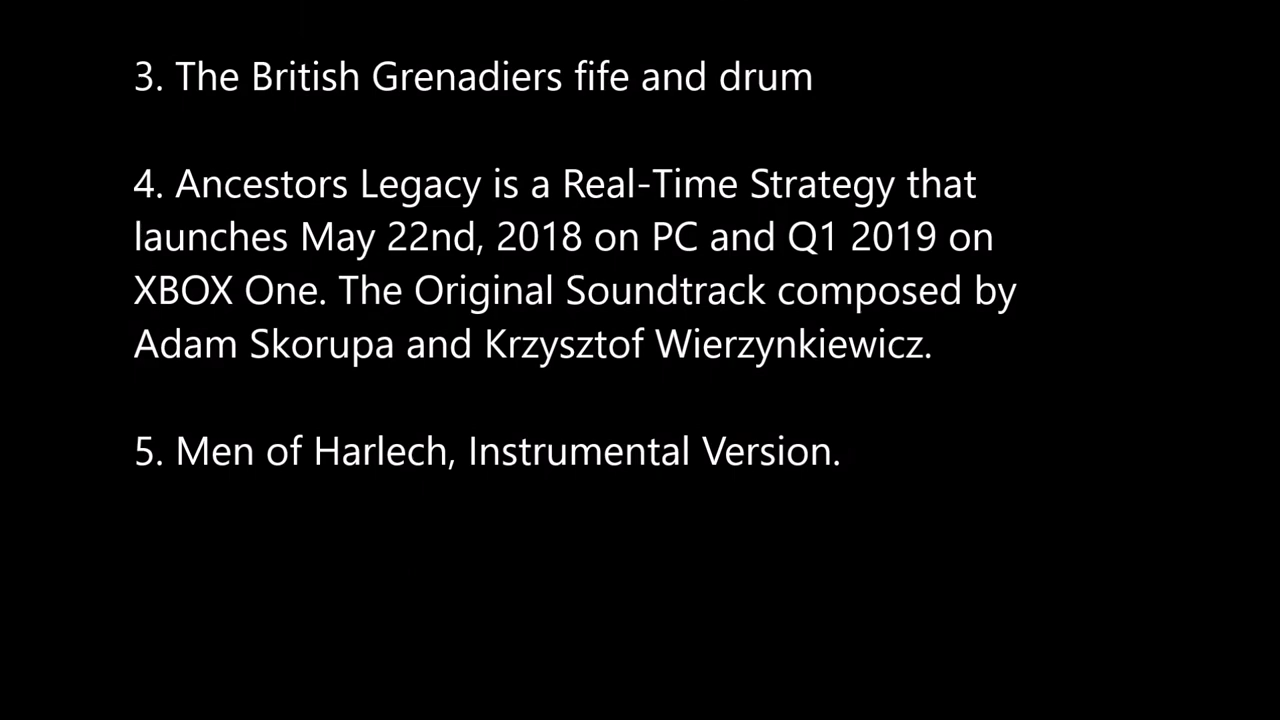 3. The British Grenadiers fife and drum
4. Ancestors Legacy is a Real-Time Strategy that
launches May 22nd, 2018 on PC and Q1 2019 on
XBOX One. The Original Soundtrack composed by
Adam Skorupa and Krzysztof Wierzynkiewicz.
5. Men of Harlech, Instrumental Version.